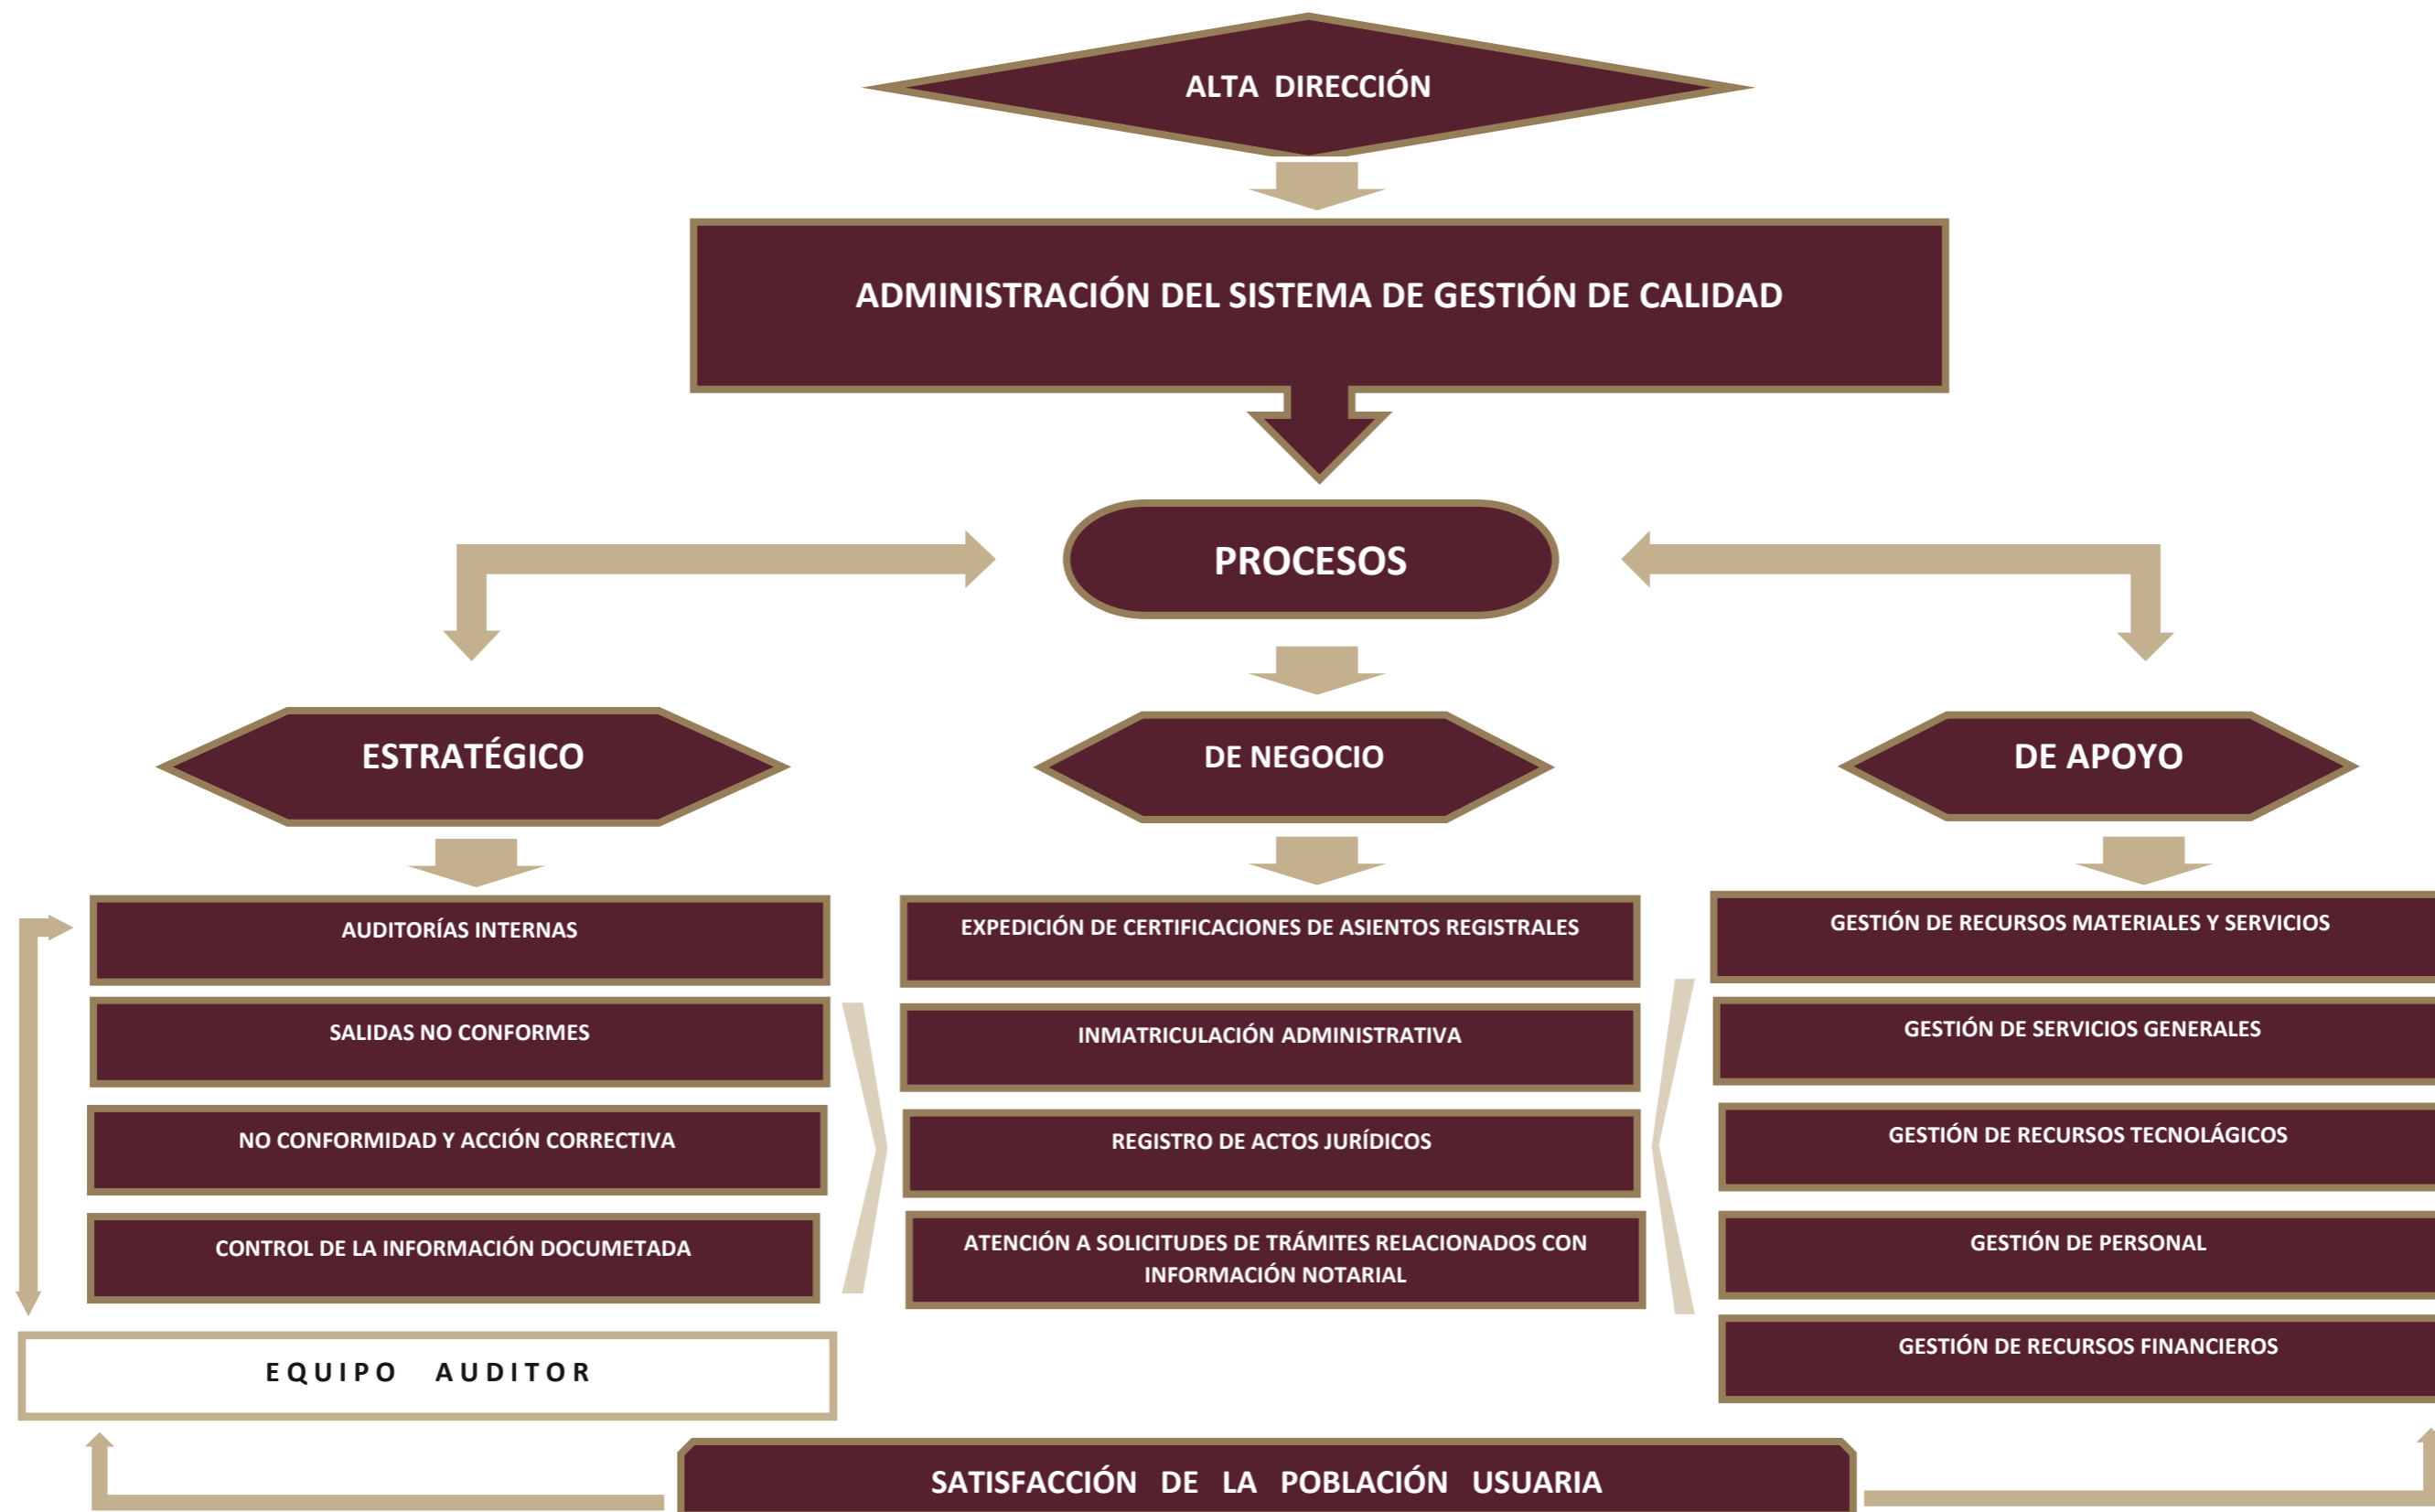 ALTA DIRECCIÓN
ADMINISTRACIÓN DEL SISTEMA DE GESTIÓN DE CALIDAD
PROCESOS
ESTRATÉGICO
DE NEGOCIO
DE APOYO
AUDITORÍAS INTERNAS
SALIDAS NO CONFORMES
NO CONFORMIDAD Y ACCIÓN CORRECTIVA
CONTROL DE LA INFORMACIÓN DOCUMETADA
EQUIPO AUDITOR
EXPEDICIÓN DE CERTIFICACIONES DE ASIENTOS REGISTRALES
INMATRICULACIÓN ADMINISTRATIVA
REGISTRO DE ACTOS JURÍDICOS
ATENCIÓN A SOLICITUDES DE TRÁMITES RELACIONADOS CON
INFORMACIÓN NOTARIAL
GESTIÓN DE RECURSOS MATERIALES Y SERVICIOS
GESTIÓN DE SERVICIOS GENERALES
GESTIÓN DE RECURSOS TECNOLÁGICOS
GESTIÓN DE PERSONAL
GESTIÓN DE RECURSOS FINANCIEROS
SATISFACCIÓN DE LA POBLACIÓN USUARIA